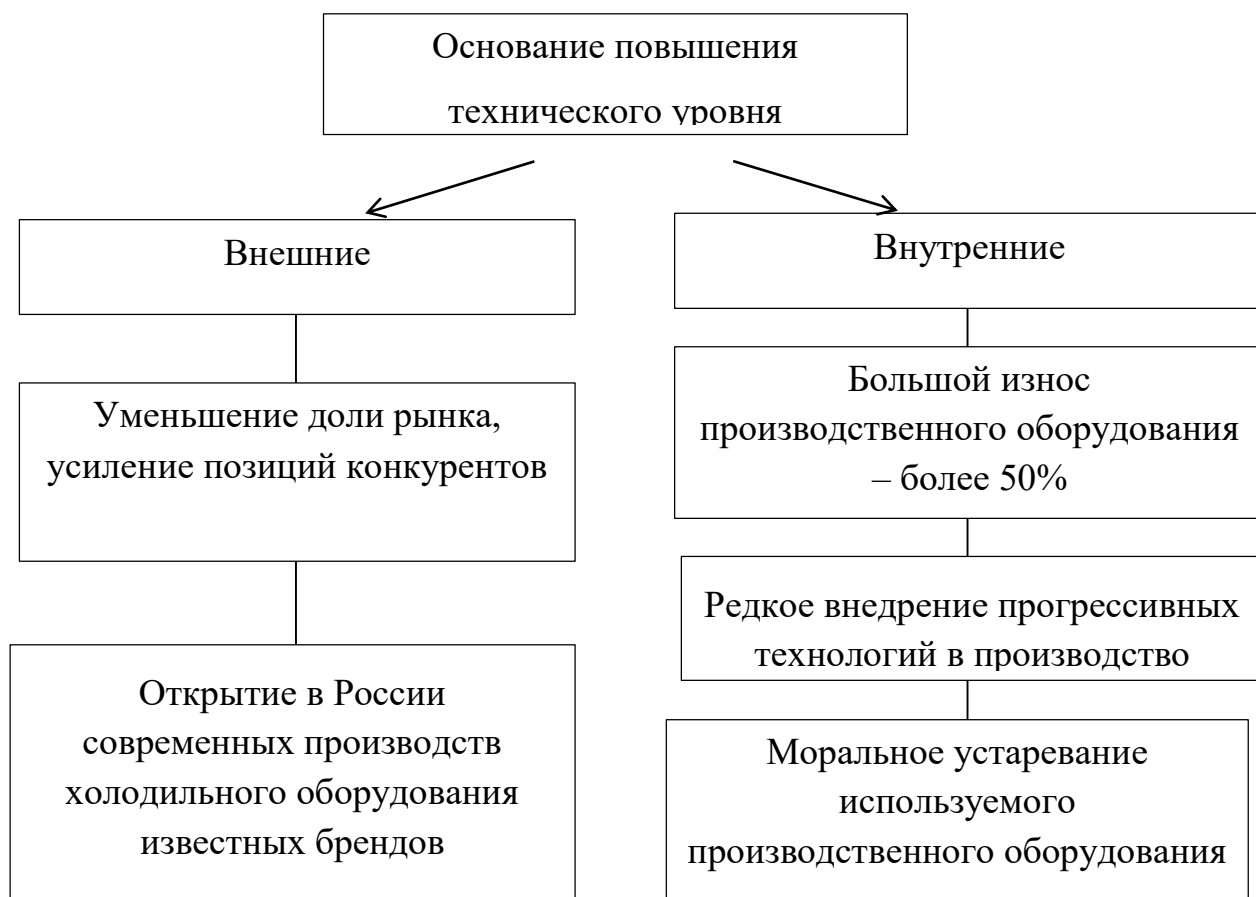 Основание повышения
технического уровня
Внешние
Внутренние
Уменьшение доли рынка,
усиление позиций конкурентов
Большой износ
производственного оборудования
– более 50%
Редкое внедрение прогрессивных
технологий в производство
Открытие в России
современных производств
холодильного оборудования
известных брендов
Моральное устаревание
используемого
производственного оборудования